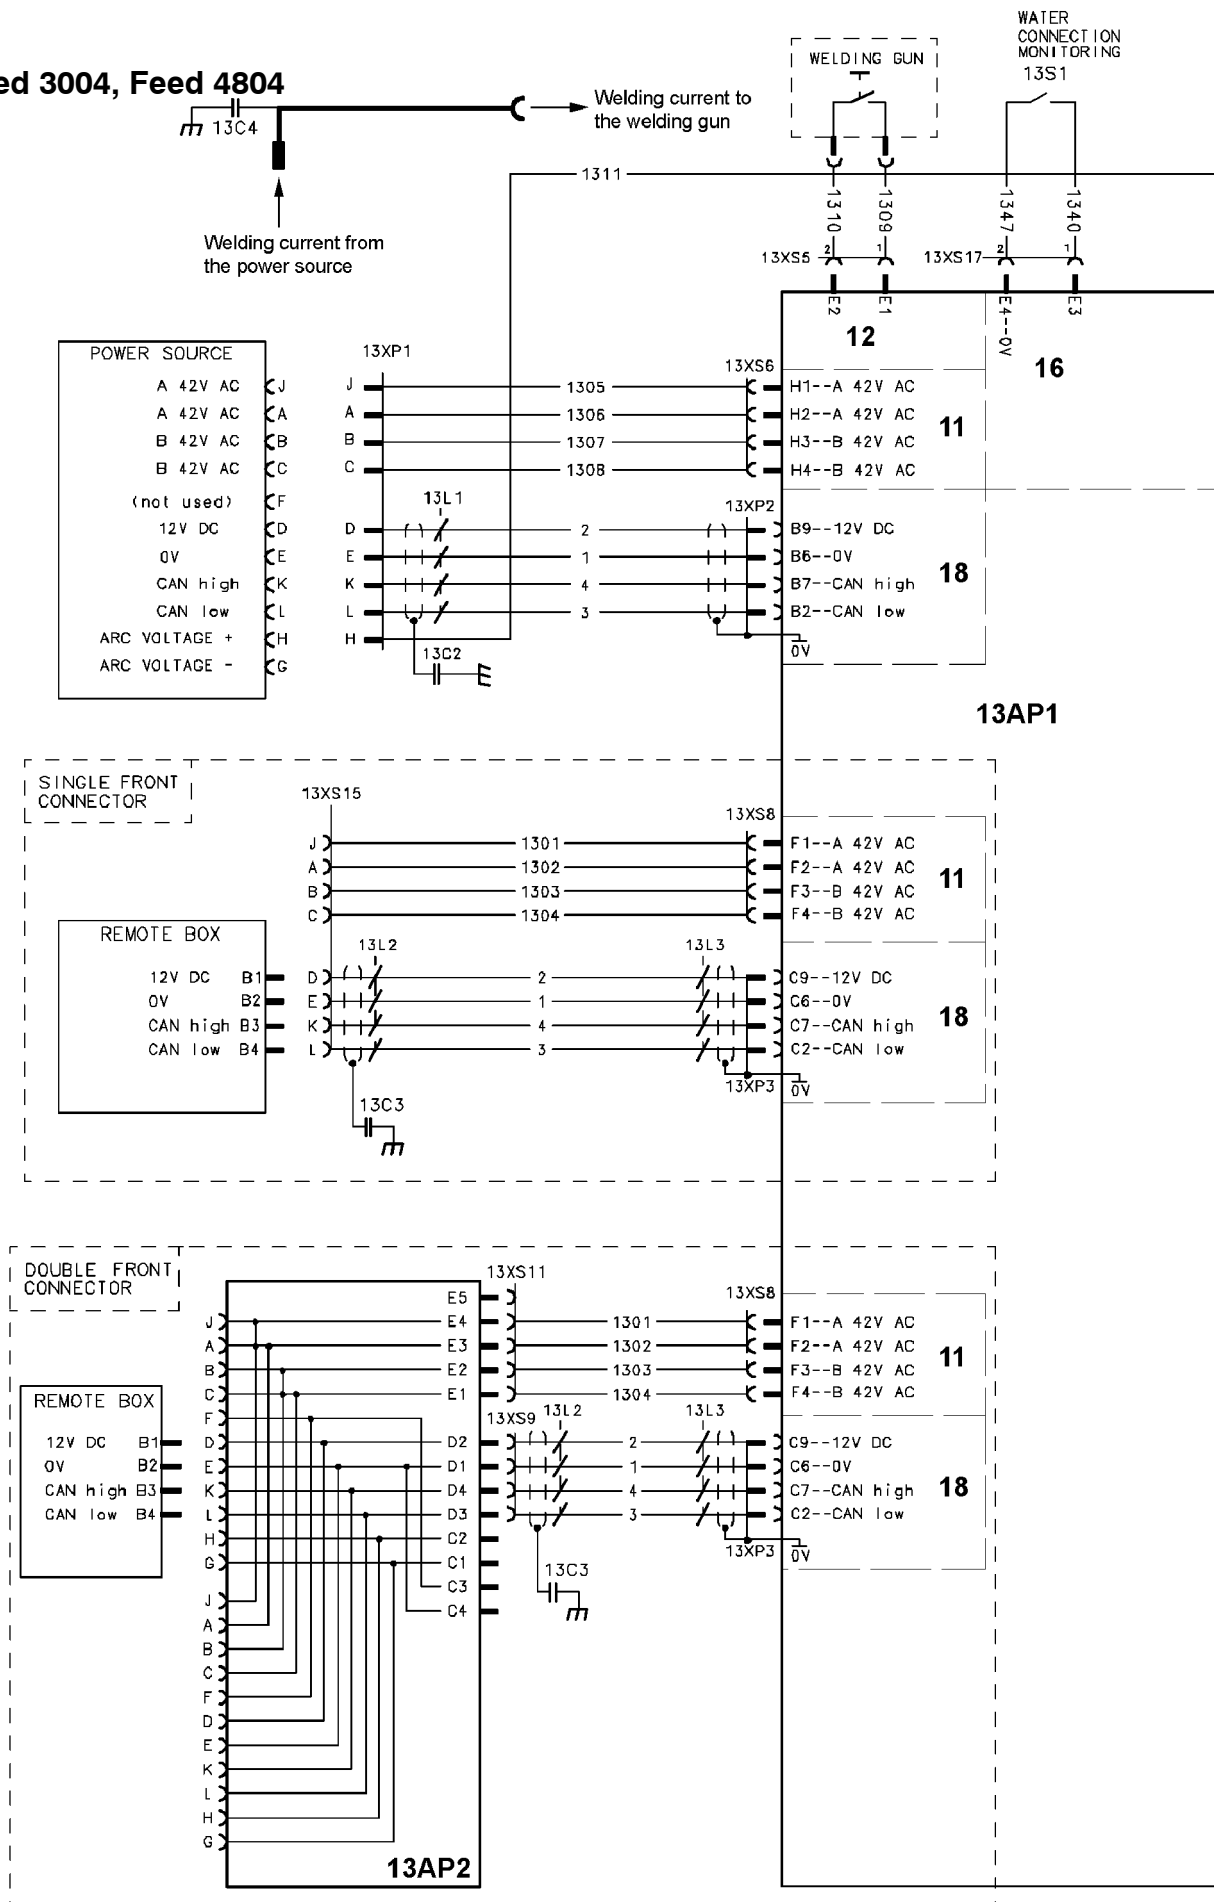 ed 3004, Feed 4804
13C4
Welding current to
the welding gun
Welding current from
the power source
WELDING GUN
WATER
CONNECTION
MONITORING
13S1
1311
1310
1309
1347
1340
13XS5
2
1
13XS17
2
1
E2
E1
E4--0V
E3
12
16
POWER SOURCE
A 42V AC J
A 42V AC A
B 42V AC B
B 42V AC C
(not used) F
12V DC D
0V E
CAN high K
CAN low L
ARC VOLTAGE + H
ARC VOLTAGE - G
13XP1
J 1305
A 1306
B 1307
C 1308
13L1
D 2
E 1
K 4
L 3
H
13C2
13XS6
H1--A 42V AC
H2--A 42V AC
H3--B 42V AC
H4--B 42V AC
11
13XP2
B9--12V DC
B6--0V
B7--CAN high
B2--CAN low
18
0V
13AP1
SINGLE FRONT
CONNECTOR
13XS15
J 1301
A 1302
B 1303
C 1304
13XS8
F1--A 42V AC
F2--A 42V AC
F3--B 42V AC
F4--B 42V AC
11
REMOTE BOX
12V DC B1
0V B2
CAN high B3
CAN low B4
13L2
13L3
D 2
E 1
K 4
L 3
C9--12V DC
C6--0V
C7--CAN high
C2--CAN low
18
13XP3
0V
13C3
DOUBLE FRONT
CONNECTOR
13XS11
13XS8
E5
J E4 1301 F1--A 42V AC
A E3 1302 F2--A 42V AC
B E2 1303 F3--B 42V AC
C E1 1304 F4--B 42V AC
11
REMOTE BOX
12V DC B1
0V B2
CAN high B3
CAN low B4
F
13XS9
13L2
13L3
D D2 2 C9--12V DC
E D1 1 C6--0V
K D4 4 C7--CAN high
L D3 3 C2--CAN low
18
H C2
G C1
C3
C4
13XP3
0V
13C3
J
A
B
C
F
D
E
K
L
H
G
13AP2